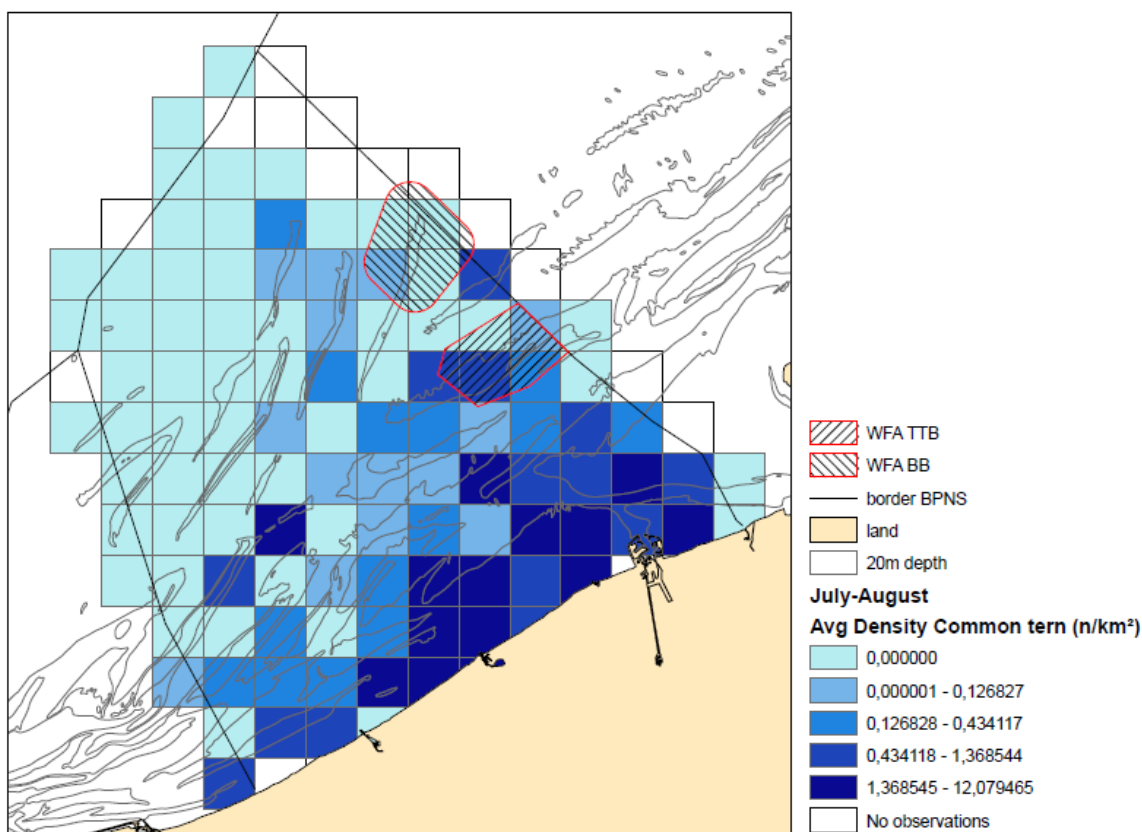 WFA TTB
WFA BB
border BPNS
land
20m depth
July-August
Avg Density Common tern (n/km²)
0,000000
0,000001 - 0,126827
0,126828 - 0,434117
0,434118 - 1,368544
1,368545 - 12,079465
No observations